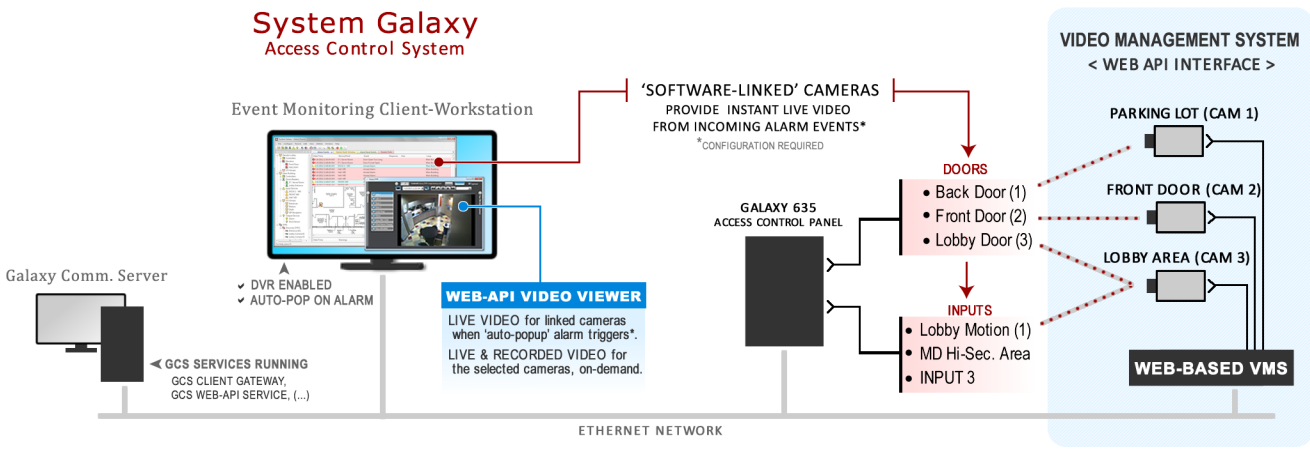 System Galaxy
Access Control System
Event Monitoring Client-Workstation
DVR ENABLED
AUTO-POP ON ALARM
Galaxy Comm. Server
GCS SERVICES RUNNING
GCS CLIENT GATEWAY,
GCS WEB-API SERVICE, (...)
WEB-API VIDEO VIEWER
LIVE VIDEO for linked cameras
when 'auto-popup' alarm triggers*.
LIVE & RECORDED VIDEO for
the selected cameras, on-demand.
'SOFTWARE-LINKED' CAMERAS
PROVIDE INSTANT LIVE VIDEO
FROM INCOMING ALARM EVENTS*
*CONFIGURATION REQUIRED
GALAXY 635
ACCESS CONTROL PANEL
DOORS
• Back Door (1)
• Front Door (2)
• Lobby Door (3)
INPUTS
• Lobby Motion (1)
• MD Hi-Sec. Area
• INPUT 3
VIDEO MANAGEMENT SYSTEM
< WEB API INTERFACE >
PARKING LOT (CAM 1)
FRONT DOOR (CAM 2)
LOBBY AREA (CAM 3)
WEB-BASED VMS
ETHERNET NETWORK